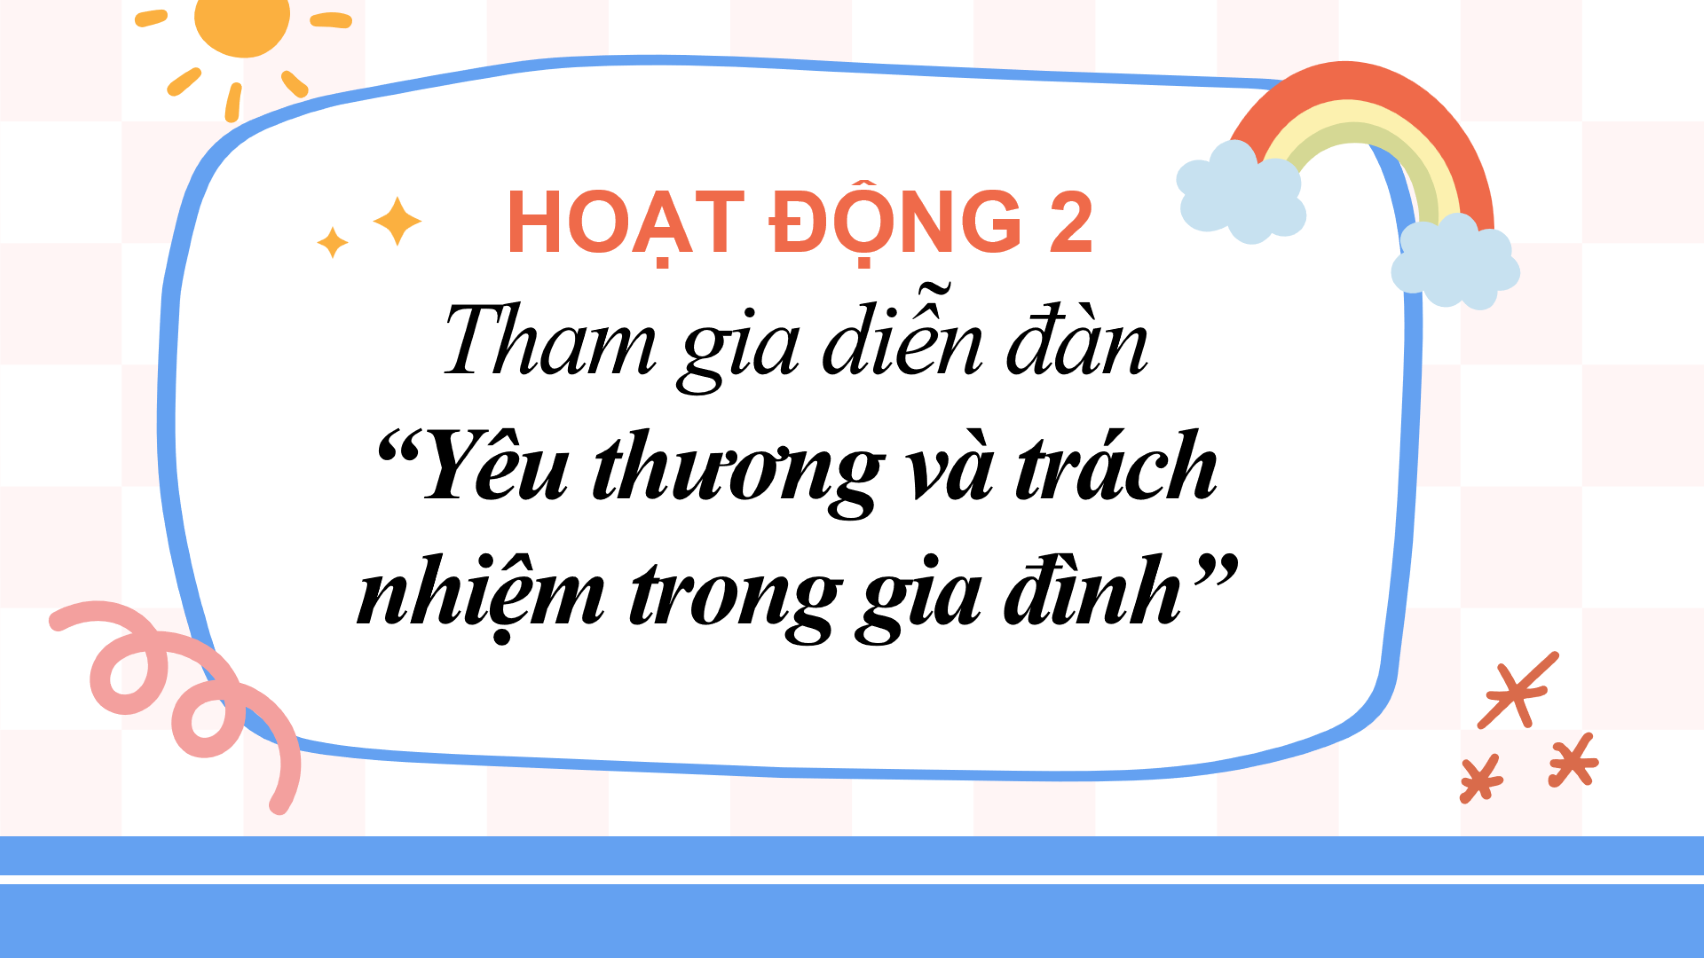 HOẠT ĐỘNG 2
Tham gia diễn đàn
“Yêu thương và trách
nhiệm trong gia đình”